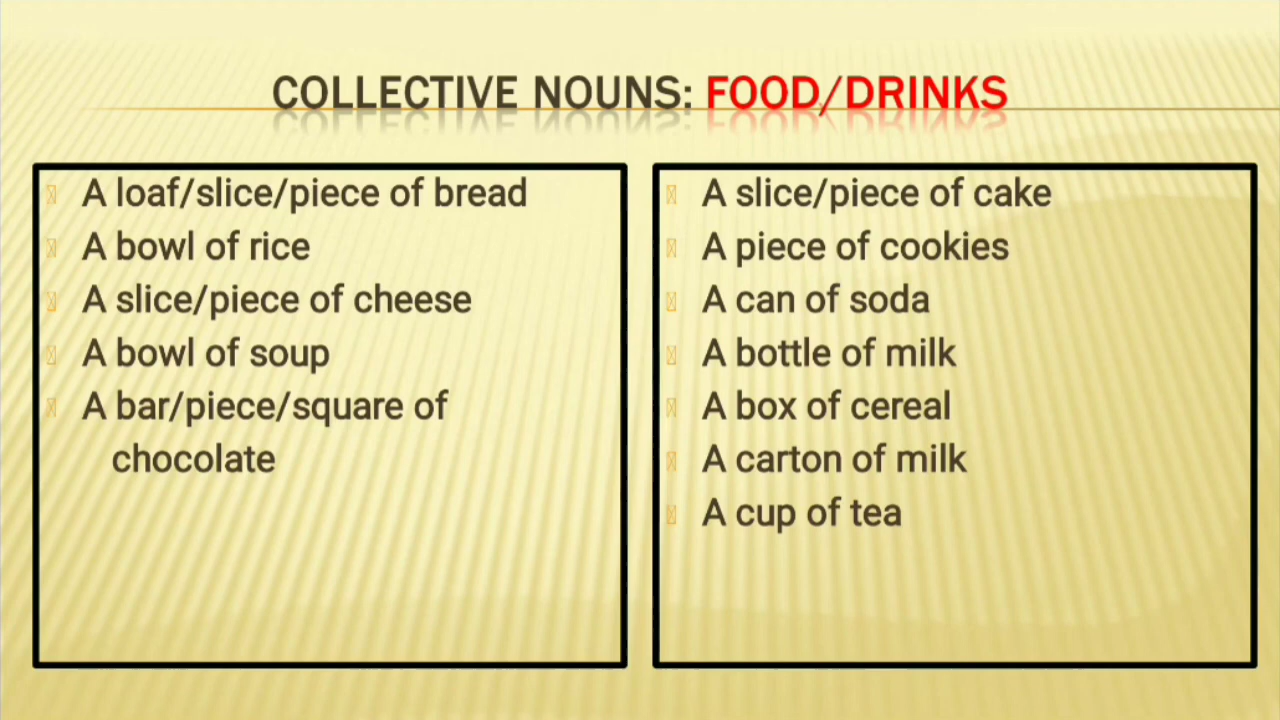 COLLECTIVE NOUNS: FOOD/DRINKS
A loaf/slice/piece of bread
A bowl of rice
A slice/piece of cheese
A bowl of soup
A bar/piece/square of
chocolate
A slice/piece of cake
A piece of cookies
A can of soda
A bottle of milk
A box of cereal
A carton of milk
A cup of tea